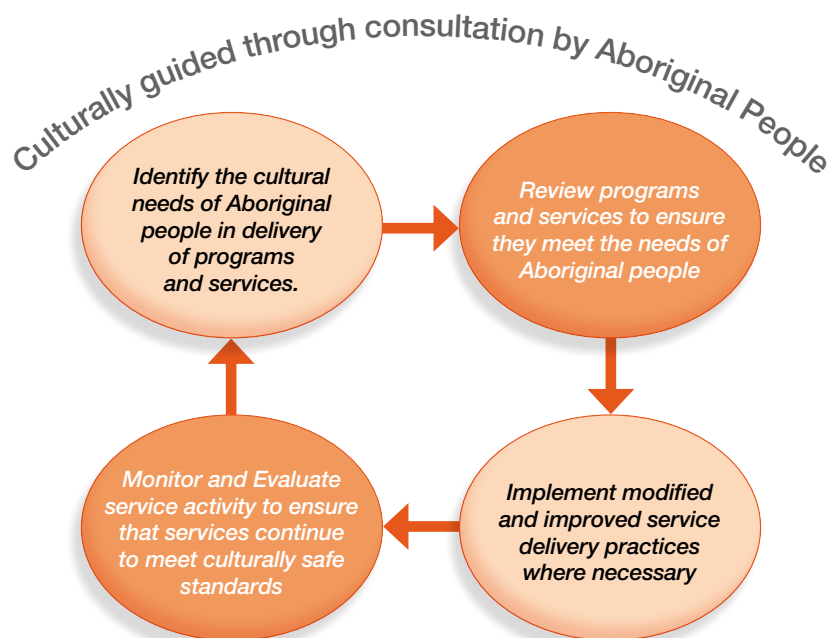 Culturally guided through consultation by Aboriginal People
Identify the cultural
needs of Aboriginal
people in delivery
of programs
and services.
Review programs
and services to ensure
they meet the needs of
Aboriginal people
Implement modified
and improved service
delivery practices
where necessary
Monitor and Evaluate
service activity to ensure
that services continue
to meet culturally safe
standards